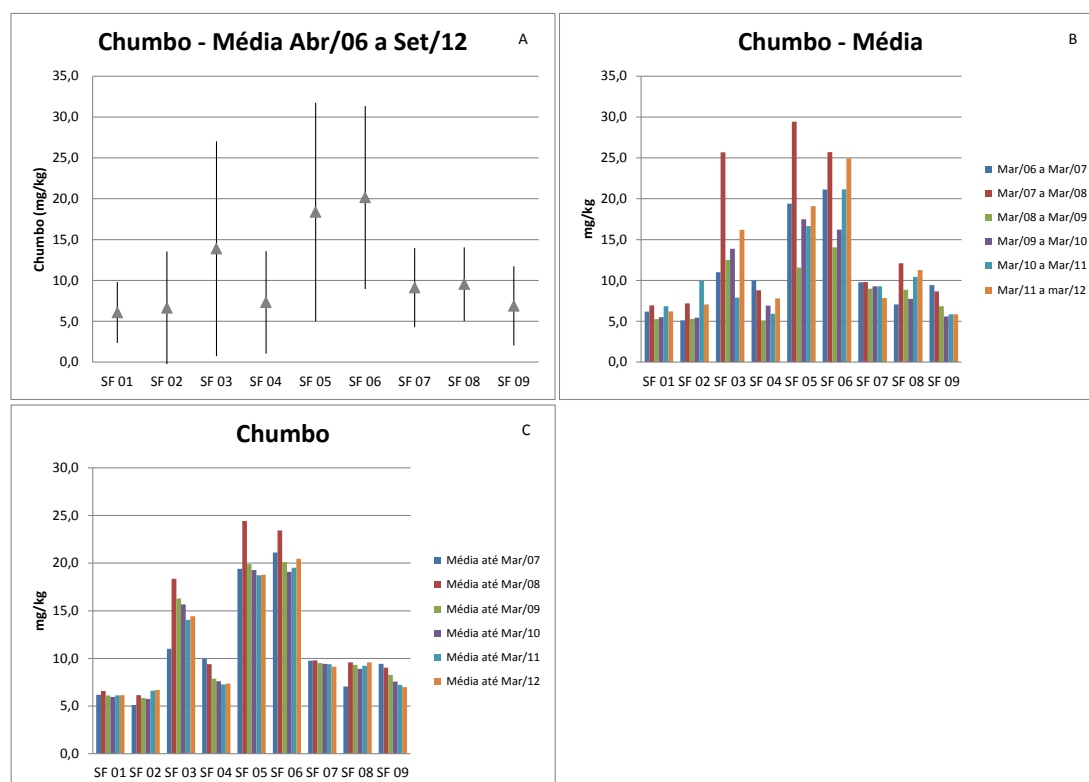 Chumbo - Média Abr/06 a Set/12
A
Chumbo (mg/kg)
35,0
30,0
25,0
20,0
15,0
10,0
5,0
0,0
SF 01 SF 02 SF 03 SF 04 SF 05 SF 06 SF 07 SF 08 SF 09
Chumbo - Média
B
mg/kg
35,0
30,0
25,0
20,0
15,0
10,0
5,0
0,0
SF 01 SF 02 SF 03 SF 04 SF 05 SF 06 SF 07 SF 08 SF 09
Mar/06 a Mar/07
Mar/07 a Mar/08
Mar/08 a Mar/09
Mar/09 a Mar/10
Mar/10 a Mar/11
Mar/11 a mar/12
Chumbo
C
mg/kg
30,0
25,0
20,0
15,0
10,0
5,0
0,0
SF 01 SF 02 SF 03 SF 04 SF 05 SF 06 SF 07 SF 08 SF 09
Média até Mar/07
Média até Mar/08
Média até Mar/09
Média até Mar/10
Média até Mar/11
Média até Mar/12